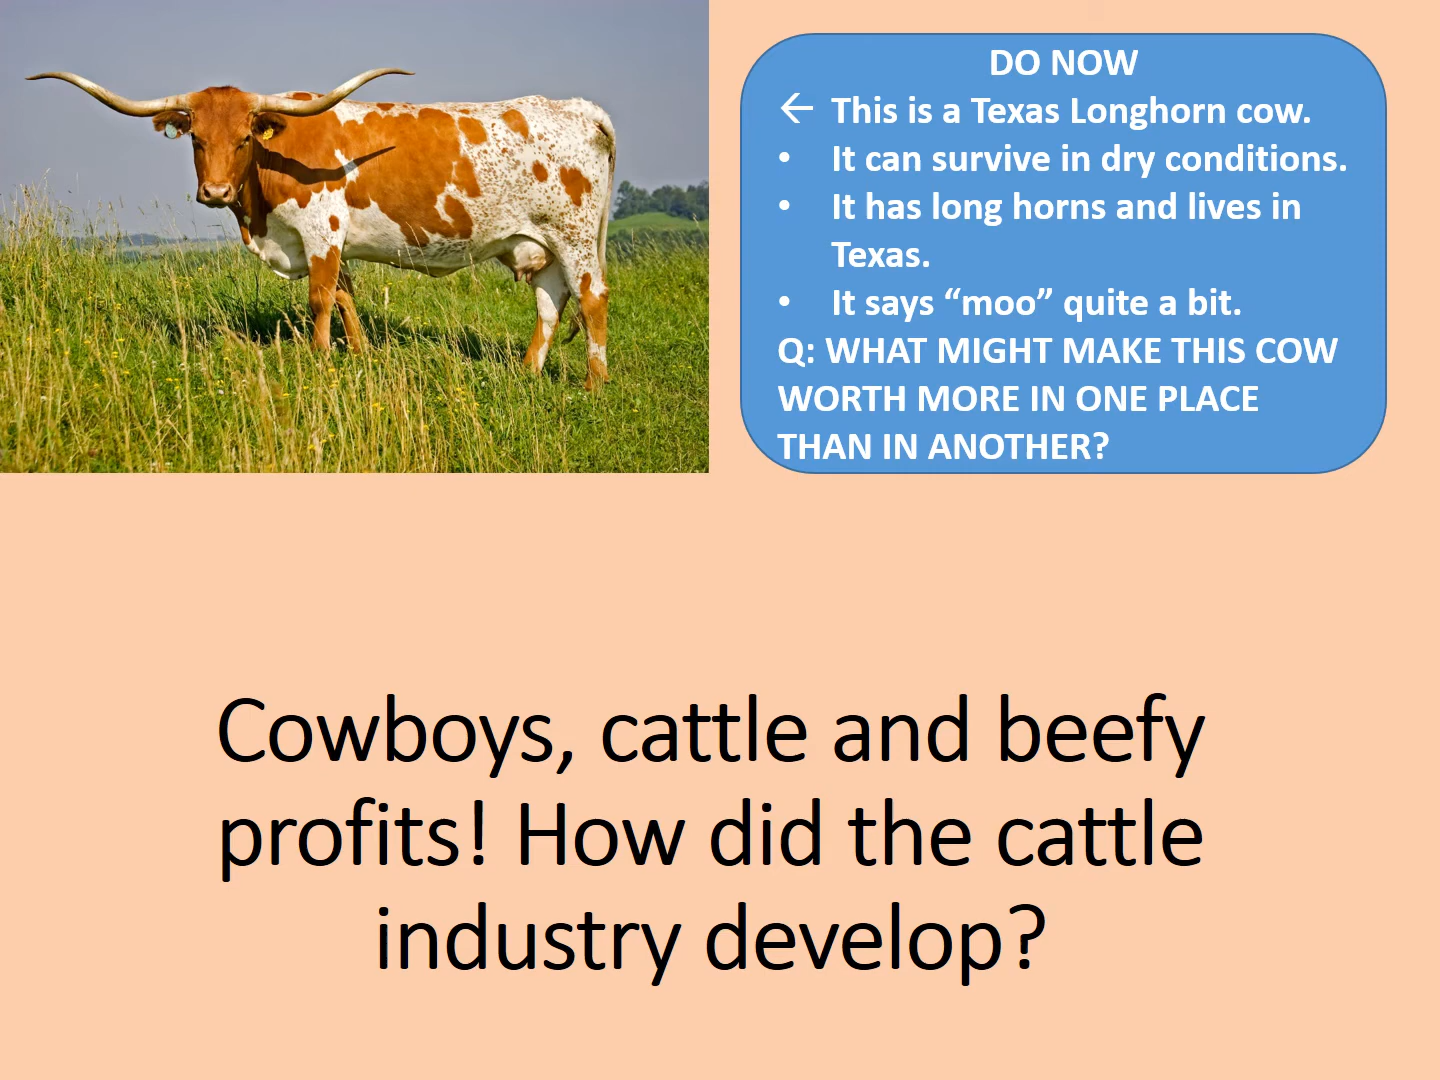 DO NOW
← This is a Texas Longhorn cow.
• It can survive in dry conditions.
• It has long horns and lives in
Texas.
• It says “moo” quite a bit.
Q: WHAT MIGHT MAKE THIS COW
WORTH MORE IN ONE PLACE
THAN IN ANOTHER?
Cowboys, cattle and beefy
profits! How did the cattle
industry develop?